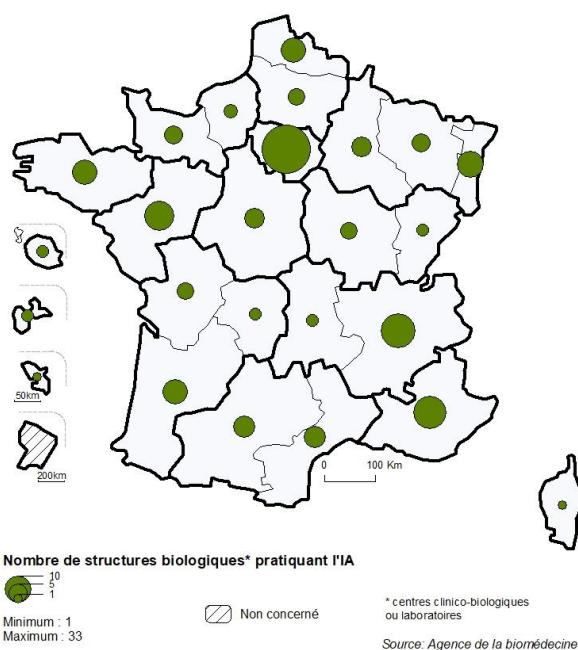 50km
200km
0 100 Km
Nombre de structures biologiques* pratiquant l'IA
10
5
1
Minimum : 1
Maximum : 33
Non concerné
* centres clinico-biologiques
ou laboratoires
Source: Agence de la biomédecine